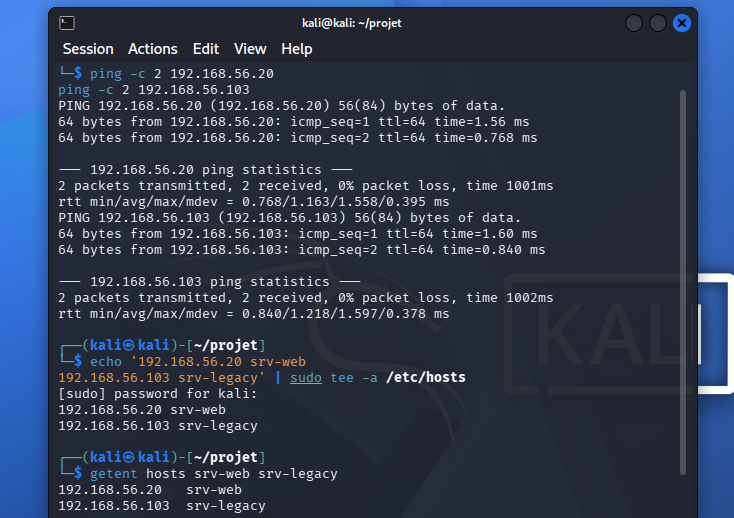 kali@kali: ~/projet
Session Actions Edit View Help
└─$ ping -c 2 192.168.56.20
ping -c 2 192.168.56.103
PING 192.168.56.20 (192.168.56.20) 56(84) bytes of data.
64 bytes from 192.168.56.20: icmp_seq=1 ttl=64 time=1.56 ms
64 bytes from 192.168.56.20: icmp_seq=2 ttl=64 time=0.768 ms
--- 192.168.56.20 ping statistics ---
2 packets transmitted, 2 received, 0% packet loss, time 1001ms
rtt min/avg/max/mdev = 0.768/1.163/1.558/0.395 ms
PING 192.168.56.103 (192.168.56.103) 56(84) bytes of data.
64 bytes from 192.168.56.103: icmp_seq=1 ttl=64 time=1.60 ms
64 bytes from 192.168.56.103: icmp_seq=2 ttl=64 time=0.840 ms
--- 192.168.56.103 ping statistics ---
2 packets transmitted, 2 received, 0% packet loss, time 1002ms
rtt min/avg/max/mdev = 0.840/1.218/1.597/0.378 ms
┌──(kali㉿kali)-[~/projet]
└─$ echo '192.168.56.20 srv-web
192.168.56.103 srv-legacy' | sudo tee -a /etc/hosts
[sudo] password for kali:
192.168.56.20 srv-web
192.168.56.103 srv-legacy
┌──(kali㉿kali)-[~/projet]
└─$ getent hosts srv-web srv-legacy
192.168.56.20   srv-web
192.168.56.103  srv-legacy
KALI